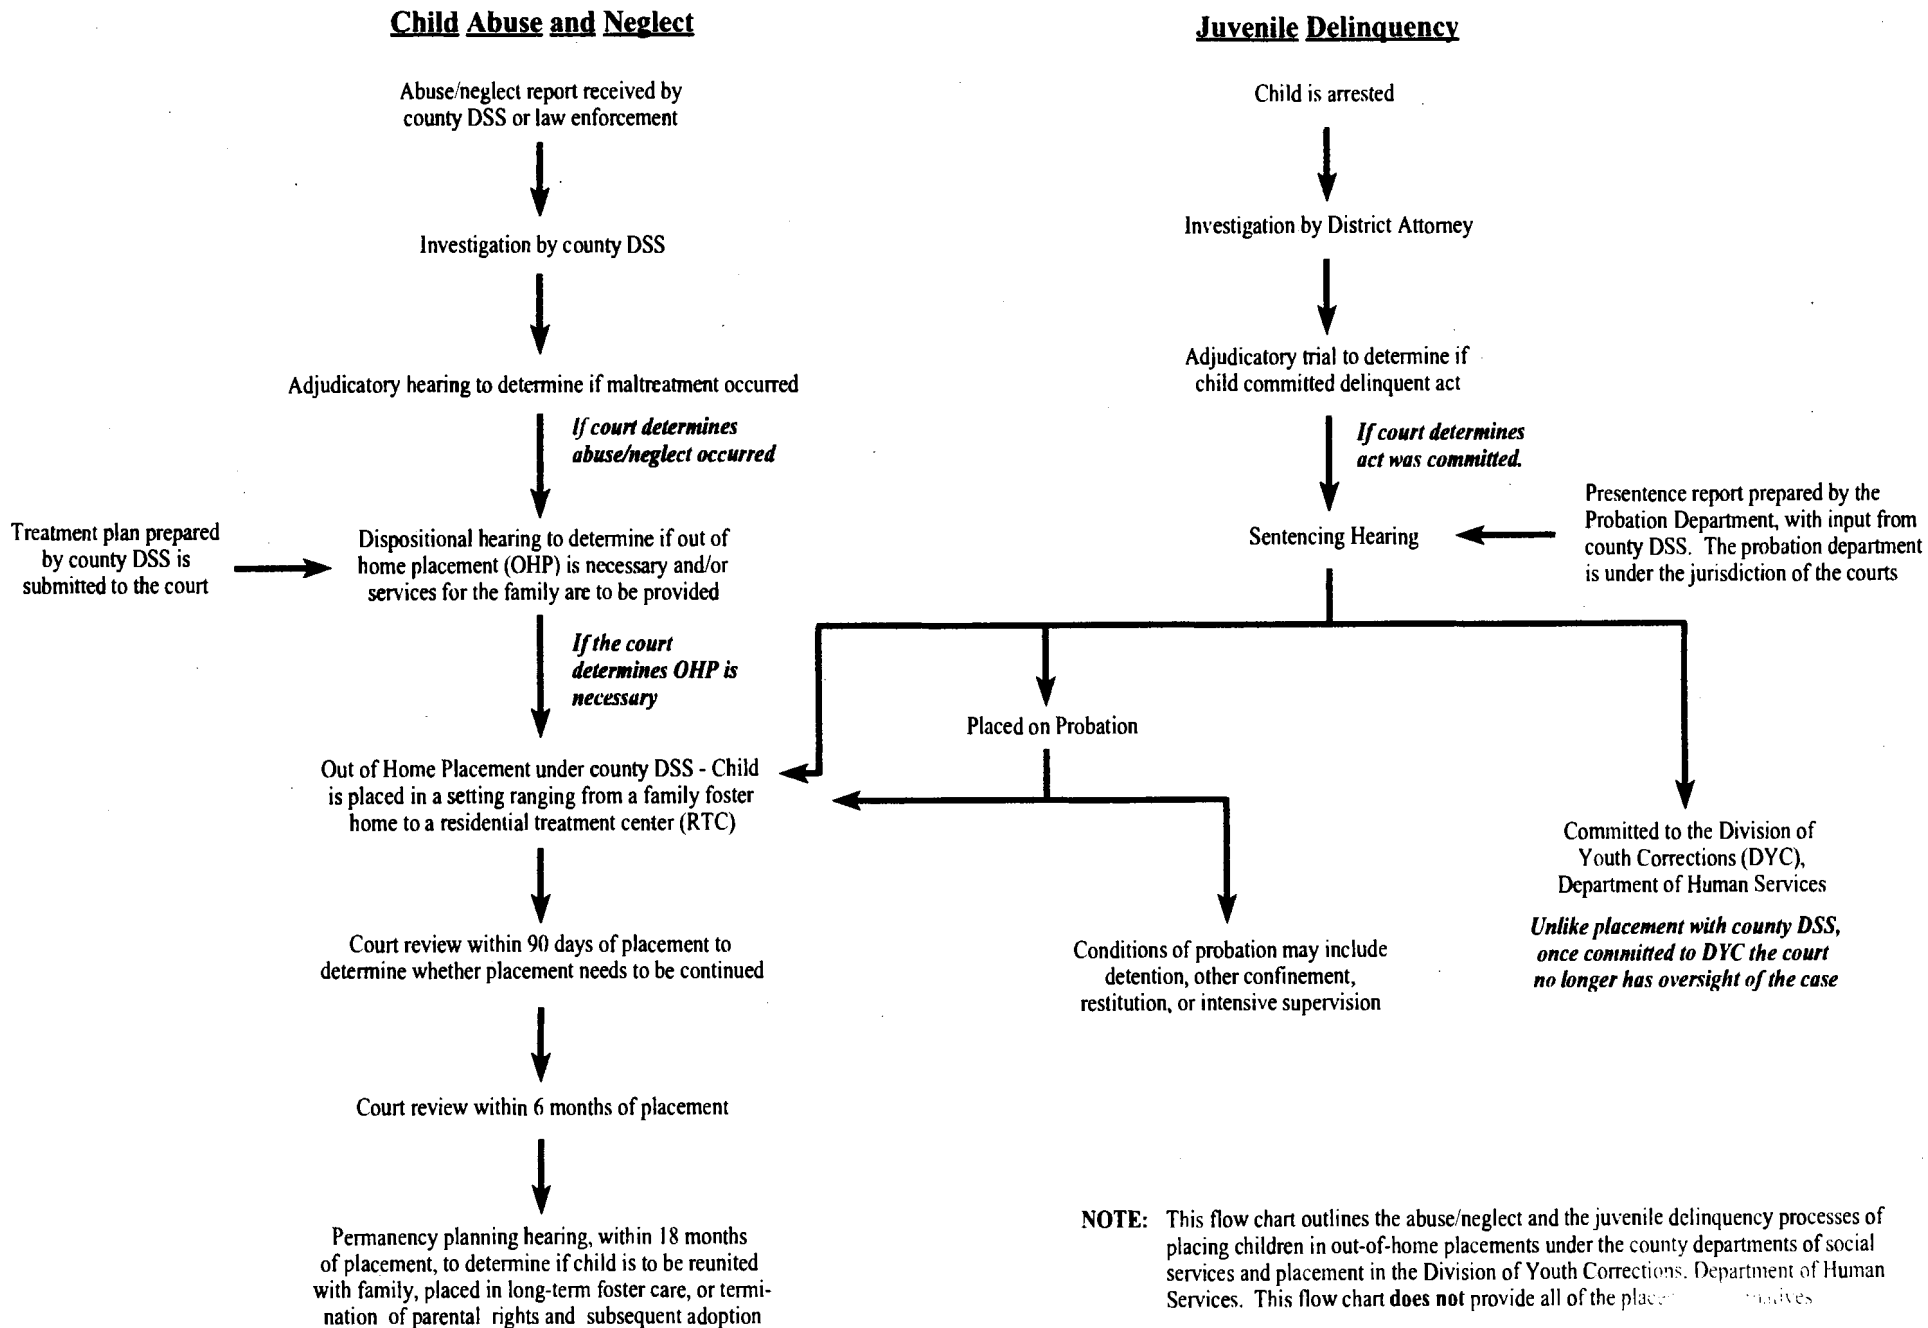 Child Abuse and Neglect
Abuse/neglect report received by
county DSS or law enforcement
Investigation by county DSS
Adjudicatory hearing to determine if maltreatment occurred
If court determines
abuse/neglect occurred
Treatment plan prepared
by county DSS is
submitted to the court
Dispositional hearing to determine if out of
home placement (OHP) is necessary and/or
services for the family are to be provided
If the court
determines OHP is
necessary
Out of Home Placement under county DSS - Child
is placed in a setting ranging from a family foster
home to a residential treatment center (RTC)
Court review within 90 days of placement to
determine whether placement needs to be continued
Court review within 6 months of placement
Permanency planning hearing, within 18 months
of placement, to determine if child is to be reunited
with family, placed in long-term foster care, or termi-
nation of parental rights and subsequent adoption
Juvenile Delinquency
Child is arrested
Investigation by District Attorney
Adjudicatory trial to determine if
child committed delinquent act
If court determines
act was committed.
Sentencing Hearing
Presentence report prepared by the
Probation Department, with input from
county DSS. The probation department
is under the jurisdiction of the courts
Placed on Probation
Conditions of probation may include
detention, other confinement,
restitution, or intensive supervision
Committed to the Division of
Youth Corrections (DYC),
Department of Human Services
Unlike placement with county DSS,
once committed to DYC the court
no longer has oversight of the case
NOTE: This flow chart outlines the abuse/neglect and the juvenile delinquency processes of
placing children in out-of-home placements under the county departments of social
services and placement in the Division of Youth Corrections. Department of Human
Services. This flow chart does not provide all of the